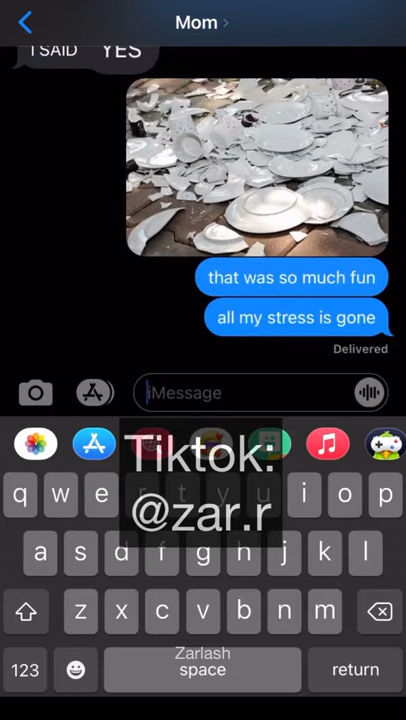 Mom >
I SAID YES
that was so much fun
all my stress is gone
Delivered
iMessage
Tiktok:
@zar.r
q w e r t y u i o p
a s d f g h j k l
z x c v b n m
Zarlash
123 space return